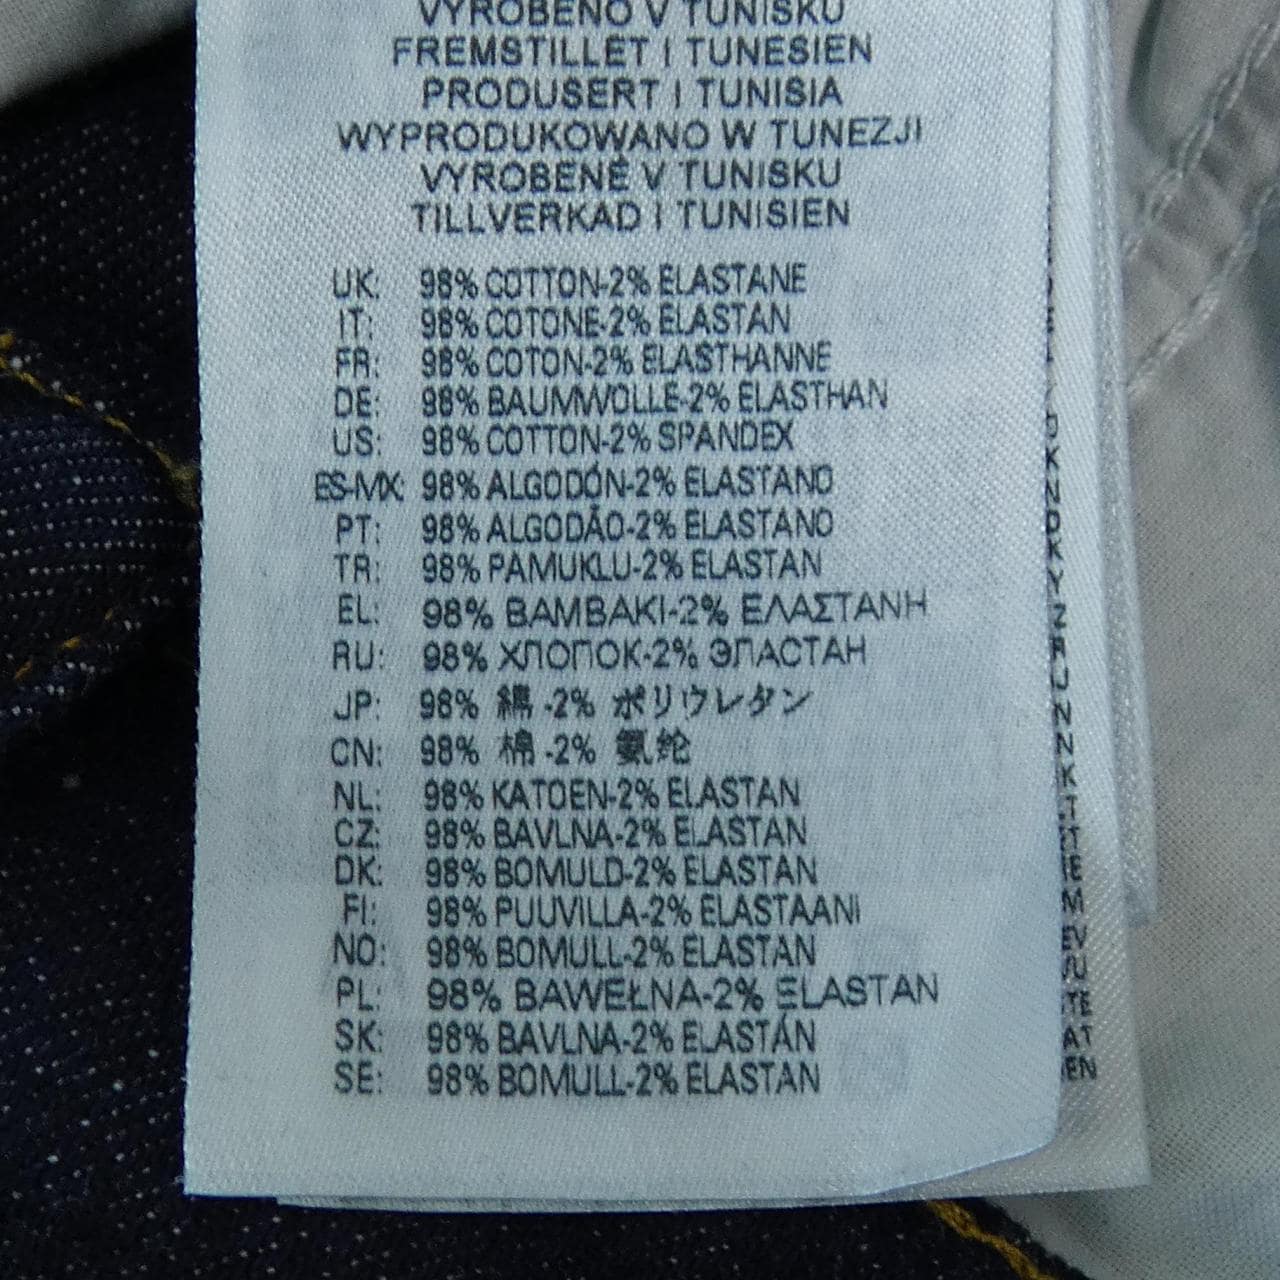 VYROBENO V TUNISKU
FREMSTILLET I TUNESIEN
PRODUSERT I TUNISIA
WYPRODUKOWANO W TUNEZJI
VYROBENÉ V TUNISKU
TILLVERKAD I TUNISIEN
UK: 98% COTTON-2% ELASTANE
IT: 98% COTONE-2% ELASTAN
FR: 98% COTON-2% ELASTHANNE
DE: 98% BAUMWOLLE-2% ELASTHAN
US: 98% COTTON-2% SPANDEX
ES-MX: 98% ALGODÓN-2% ELASTANO
PT: 98% ALGODÃO-2% ELASTANO
TR: 98% PAMUKLU-2% ELASTAN
EL: 98% ΒΑΜΒΑΚΙ-2% ΕΛΑΣΤΑΝΗ
RU: 98% ХЛОПОК-2% ЭЛАСТАН
JP: 98% 綿 -2% ポリウレタン
CN: 98% 棉 -2% 氨纶
NL: 98% KATOEN-2% ELASTAN
CZ: 98% BAVLNA-2% ELASTAN
DK: 98% BOMULD-2% ELASTAN
FI: 98% PUUVILLA-2% ELASTAANI
NO: 98% BOMULL-2% ELASTAN
PL: 98% BAWEŁNA-2% ELASTAN
SK: 98% BAVLNA-2% ELASTÁN
SE: 98% BOMULL-2% ELASTAN